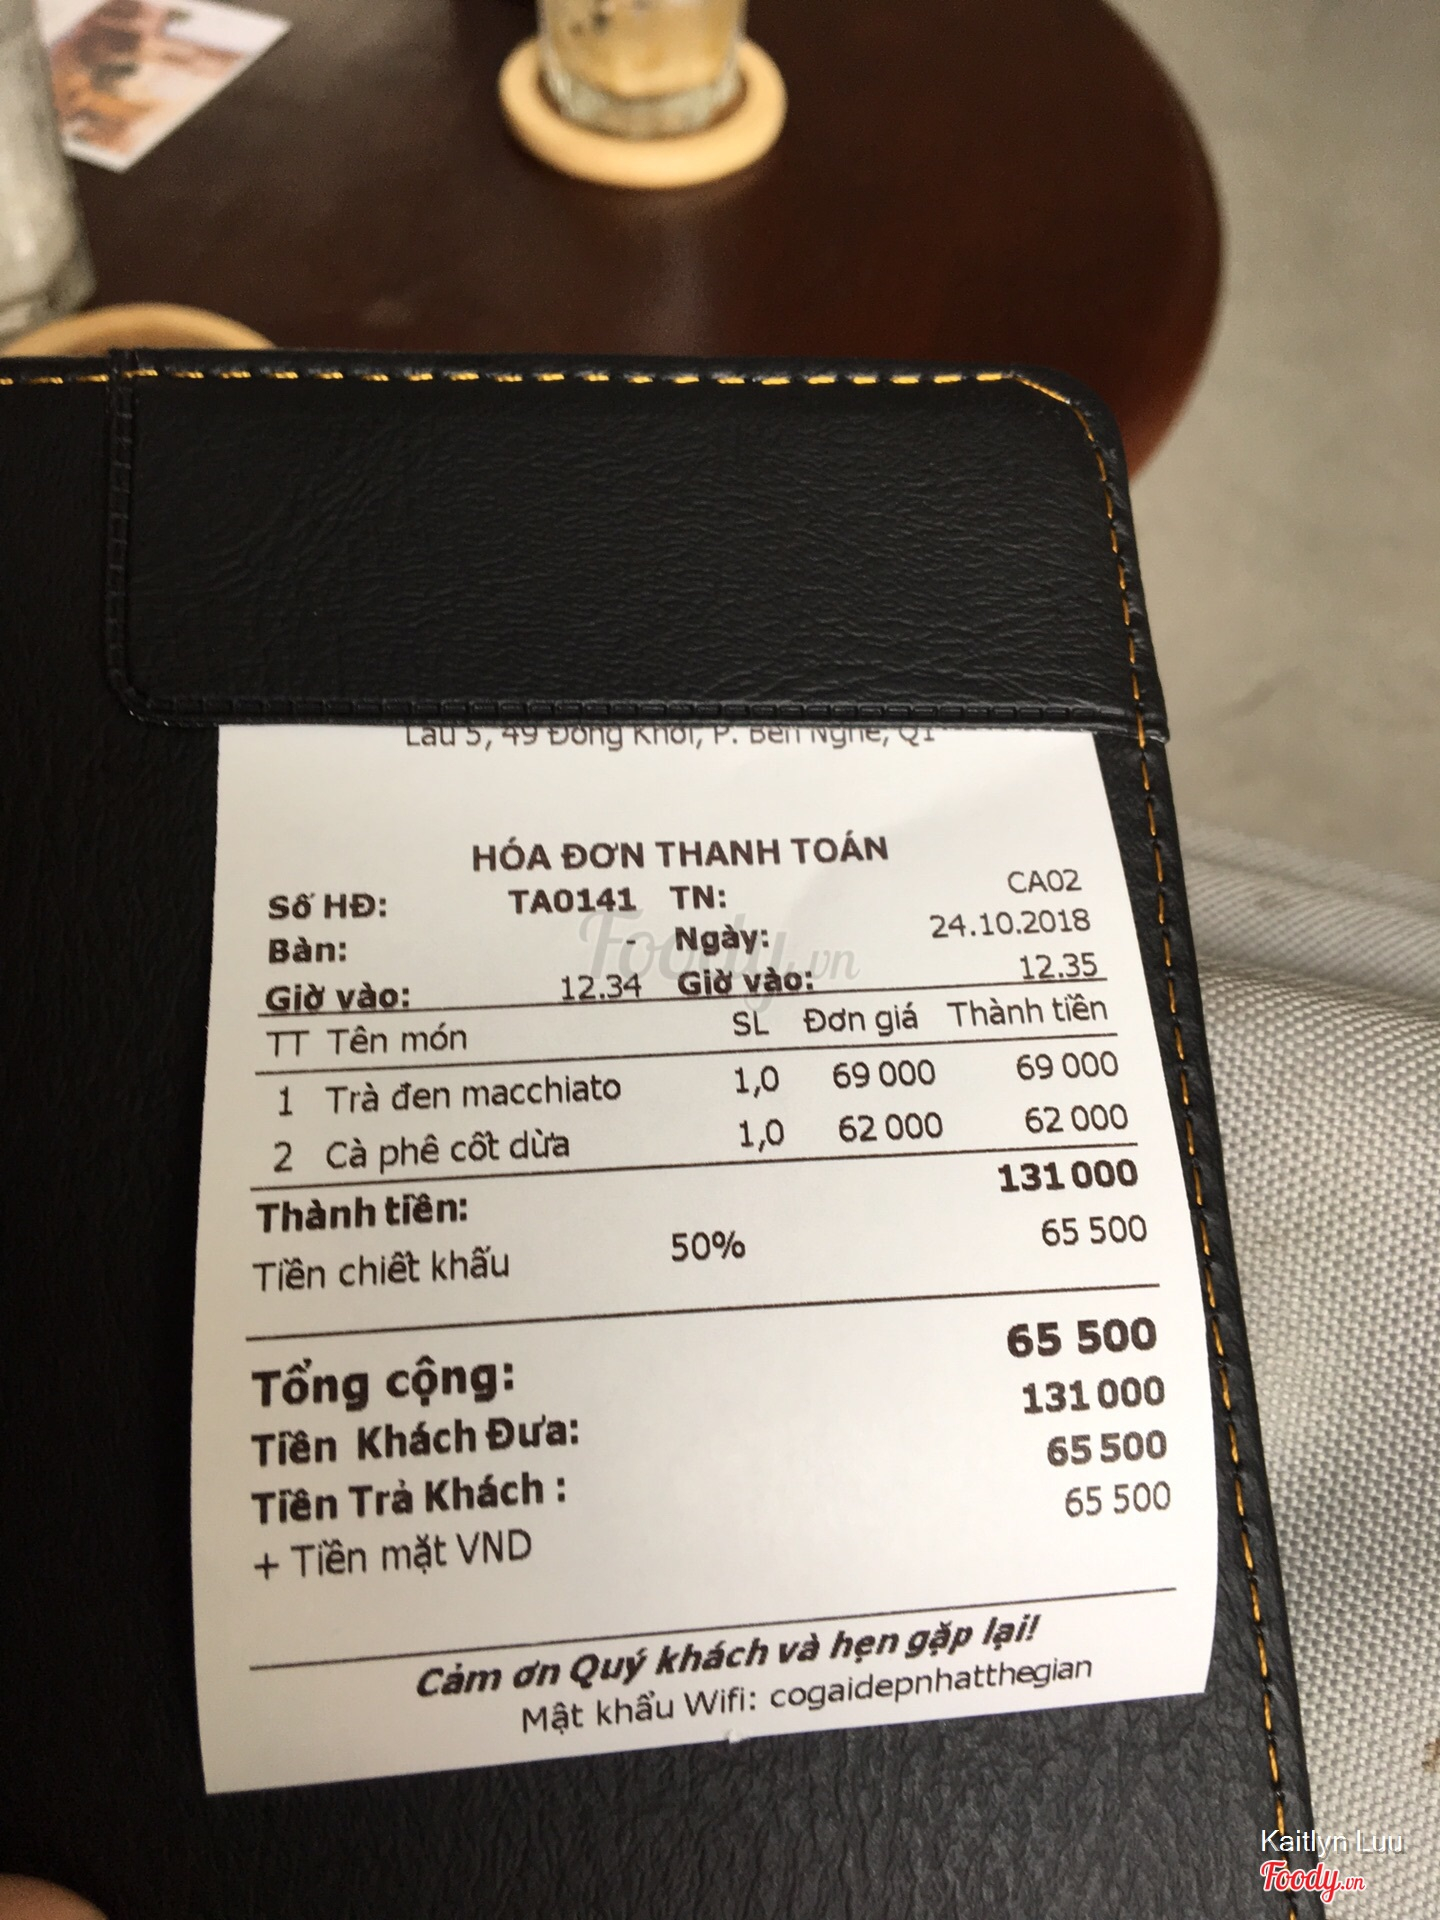 Lầu 5, 49 Đồng Khởi, P. Bến Nghé, Q1
HÓA ĐƠN THANH TOÁN
Số HĐ: TA0141 TN: CA02
Bàn: - Ngày: 24.10.2018
Giờ vào: 12.34 Giờ vào: 12.35
TT Tên món SL Đơn giá Thành tiền
1 Trà đen macchiato 1,0 69 000 69 000
2 Cà phê cốt dừa 1,0 62 000 62 000
Thành tiền: 131 000
Tiền chiết khấu 50% 65 500
Tổng cộng: 65 500
Tiền Khách Đưa: 131 000
Tiền Trả Khách : 65 500
+ Tiền mặt VND 65 500
Cảm ơn Quý khách và hẹn gặp lại!
Mật khẩu Wifi: cogaidepnhatthegian
Foody.vn
Kaitlyn Luu
Foody.vn